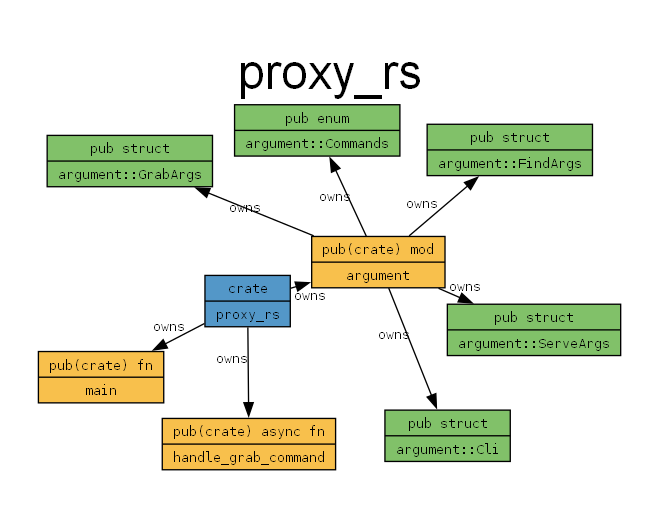 proxy_rs
pub enum
argument::Commands
pub struct
argument::GrabArgs
pub struct
argument::FindArgs
owns
owns
owns
pub(crate) mod
argument
crate
proxy_rs
owns
owns
pub struct
argument::ServeArgs
owns
owns
owns
pub(crate) fn
main
pub(crate) async fn
handle_grab_command
pub struct
argument::Cli